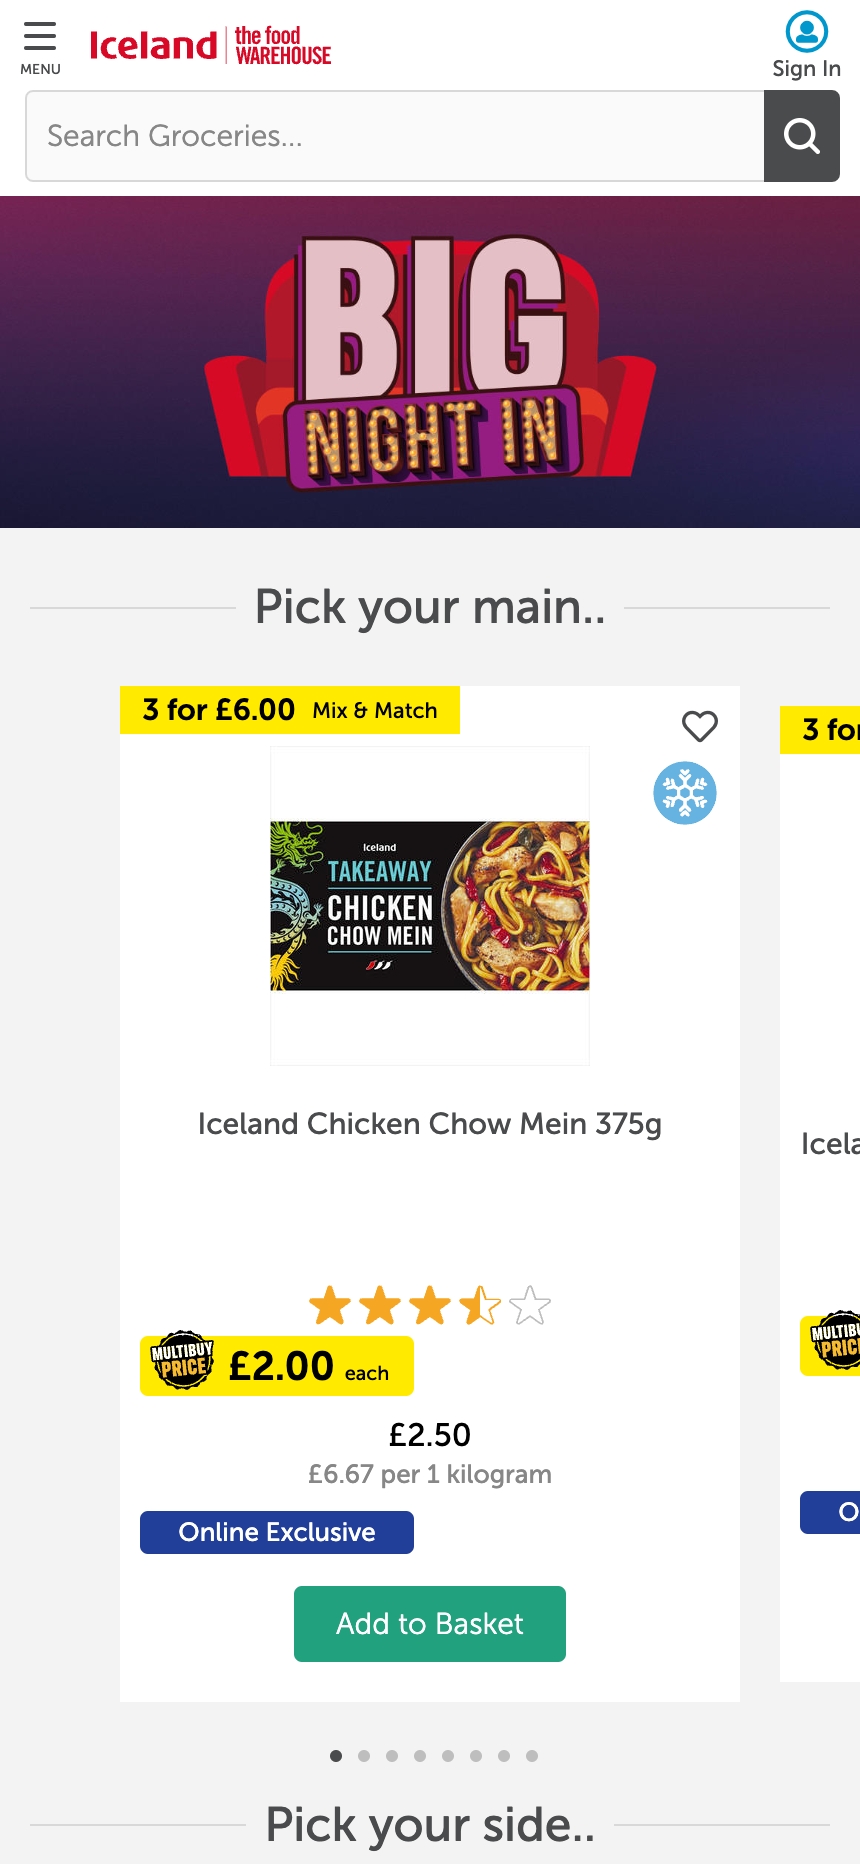 MENU
Iceland
the food
WAREHOUSE
Sign In
Search Groceries...
BIG
NIGHT IN
Pick your main..
3 for £6.00 Mix & Match
3 for
Iceland
TAKEAWAY
CHICKEN
CHOW MEIN
Iceland Chicken Chow Mein 375g
Icela
MULTIBUY
PRICE
£2.00 each
MULTIBU
PRIC
£2.50
£6.67 per 1 kilogram
Online Exclusive
O
Add to Basket
Pick your side..